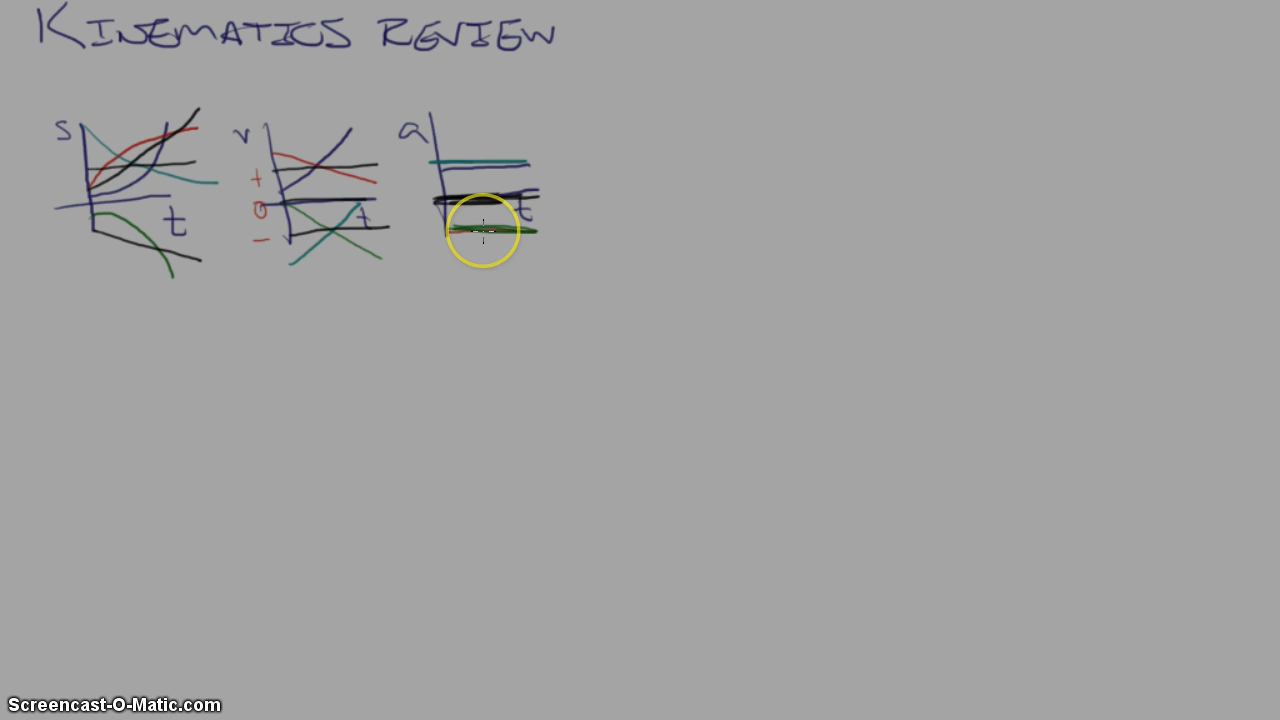 KINEMATICS REVIEW
s v a
+
0
t t t
−
Screencast-O-Matic.com